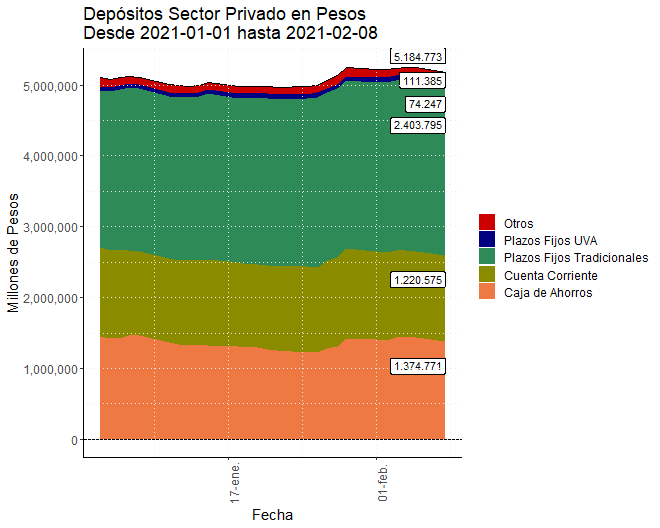 Depósitos Sector Privado en Pesos
Desde 2021-01-01 hasta 2021-02-08
Millones de Pesos
5,000,000
4,000,000
3,000,000
2,000,000
1,000,000
0
5.184.773
111.385
74.247
2.403.795
1.220.575
1.374.771
17-ene.
01-feb.
Fecha
Otros
Plazos Fijos UVA
Plazos Fijos Tradicionales
Cuenta Corriente
Caja de Ahorros